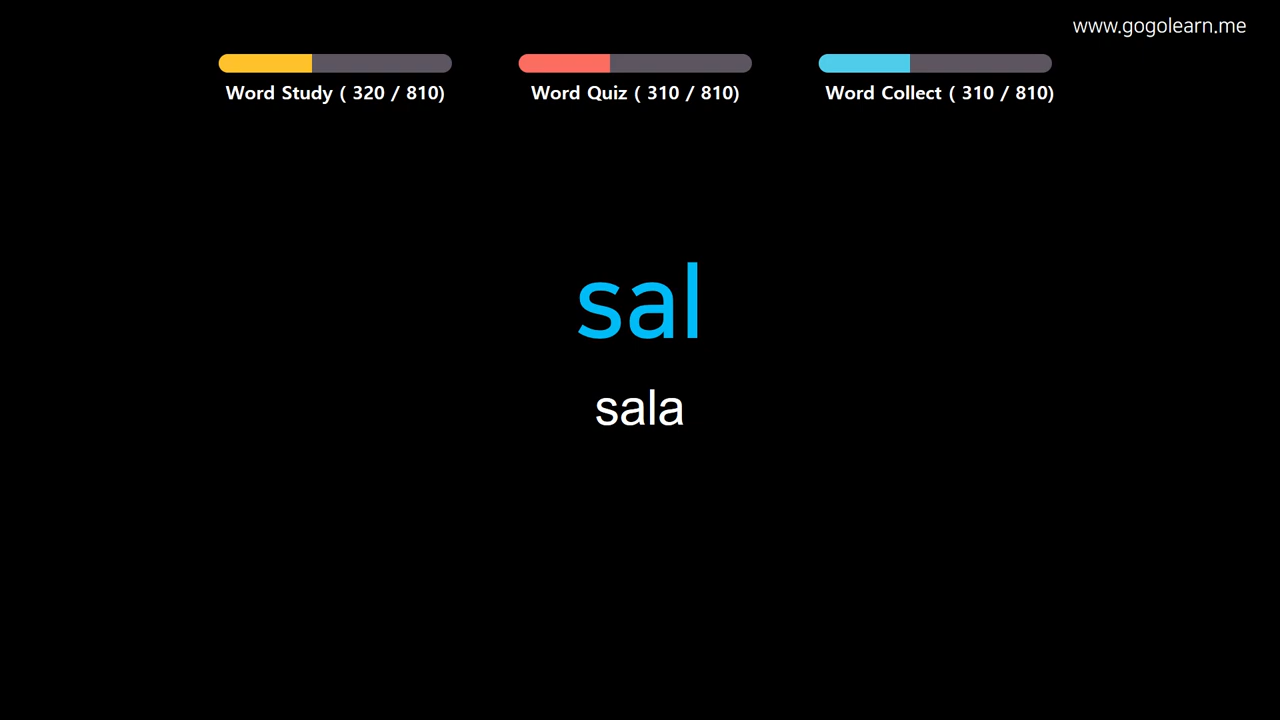 www.gogolearn.me
Word Study ( 320 / 810)
Word Quiz ( 310 / 810)
Word Collect ( 310 / 810)
sal
sala